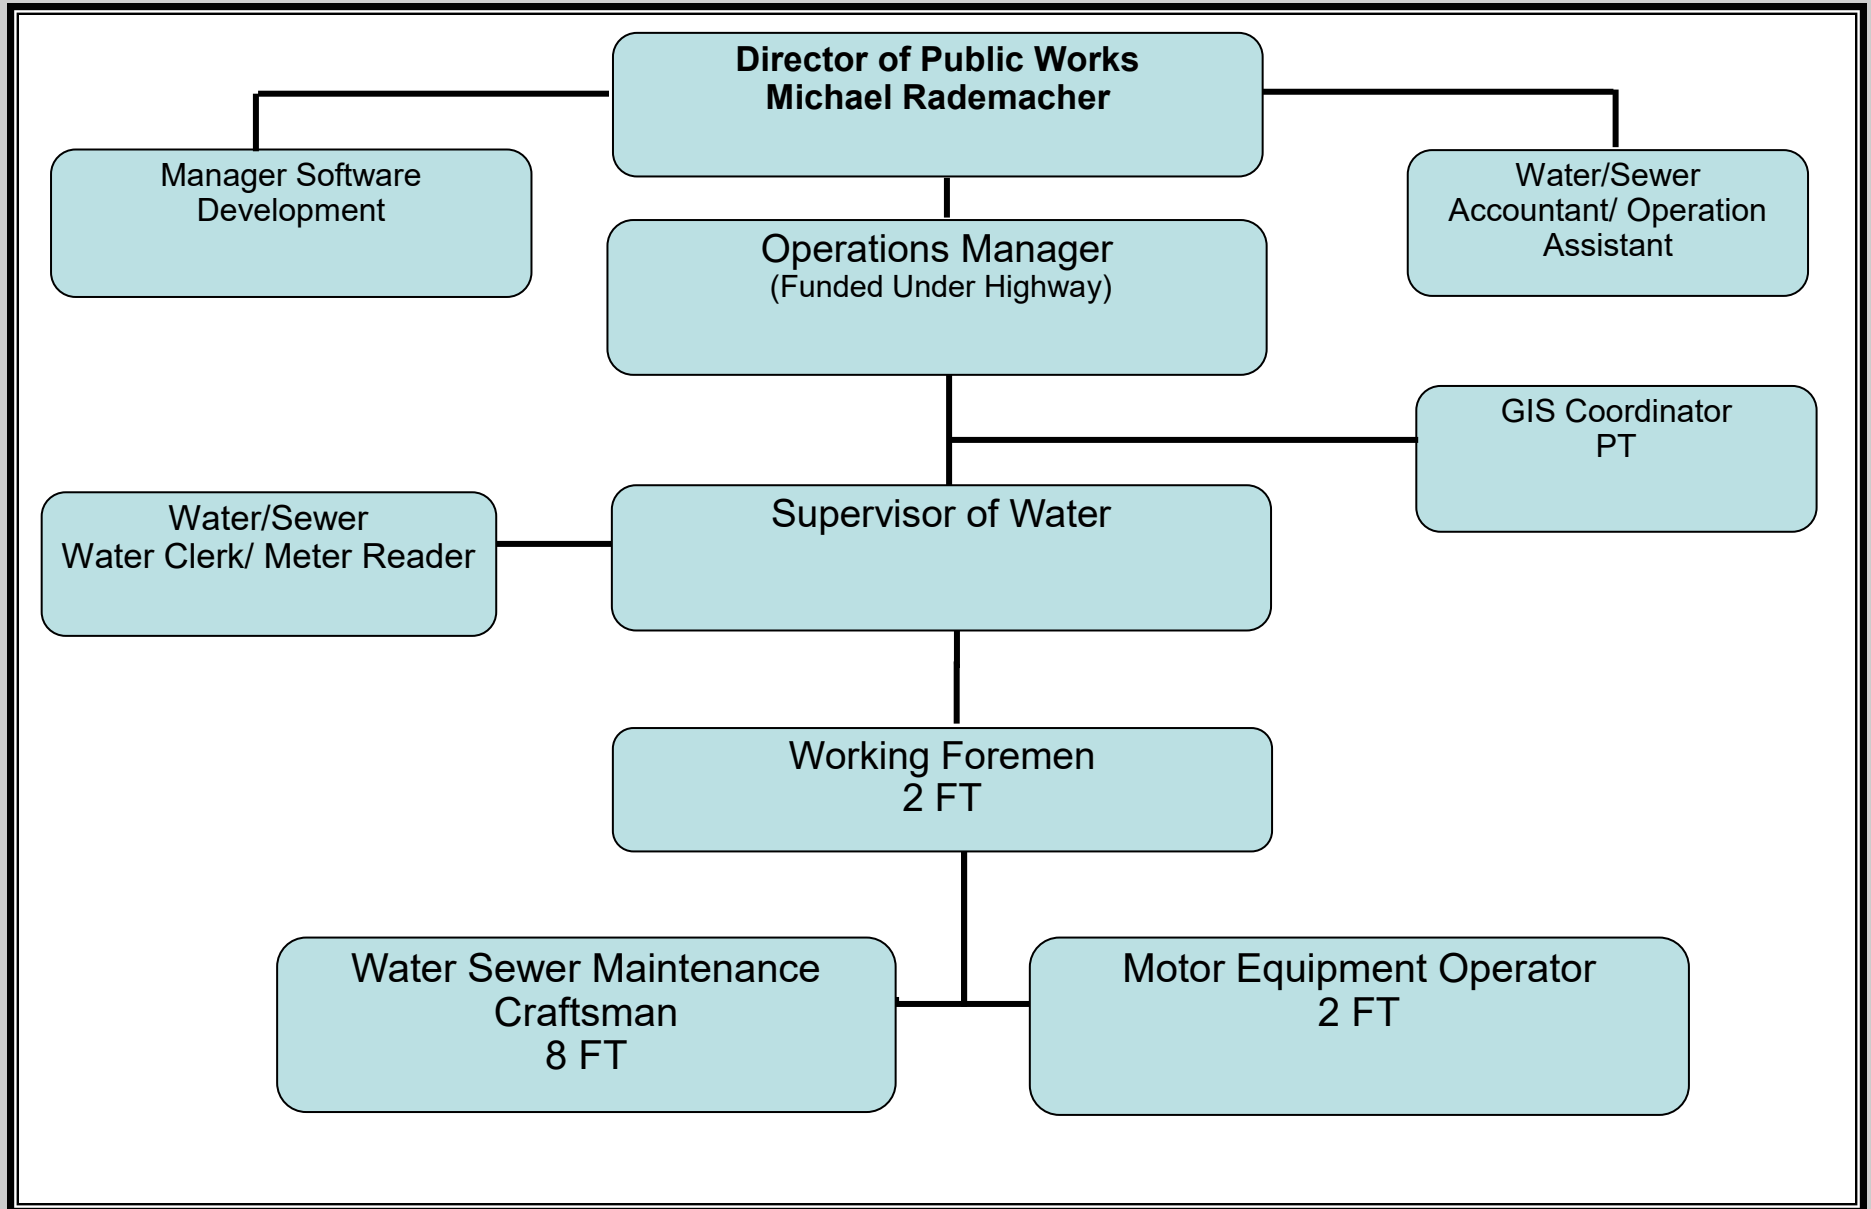 Director of Public Works
Michael Rademacher
Manager Software
Development
Water/Sewer
Accountant/ Operation
Assistant
Operations Manager
(Funded Under Highway)
GIS Coordinator
PT
Water/Sewer
Water Clerk/ Meter Reader
Supervisor of Water
Working Foremen
2 FT
Water Sewer Maintenance
Craftsman
8 FT
Motor Equipment Operator
2 FT